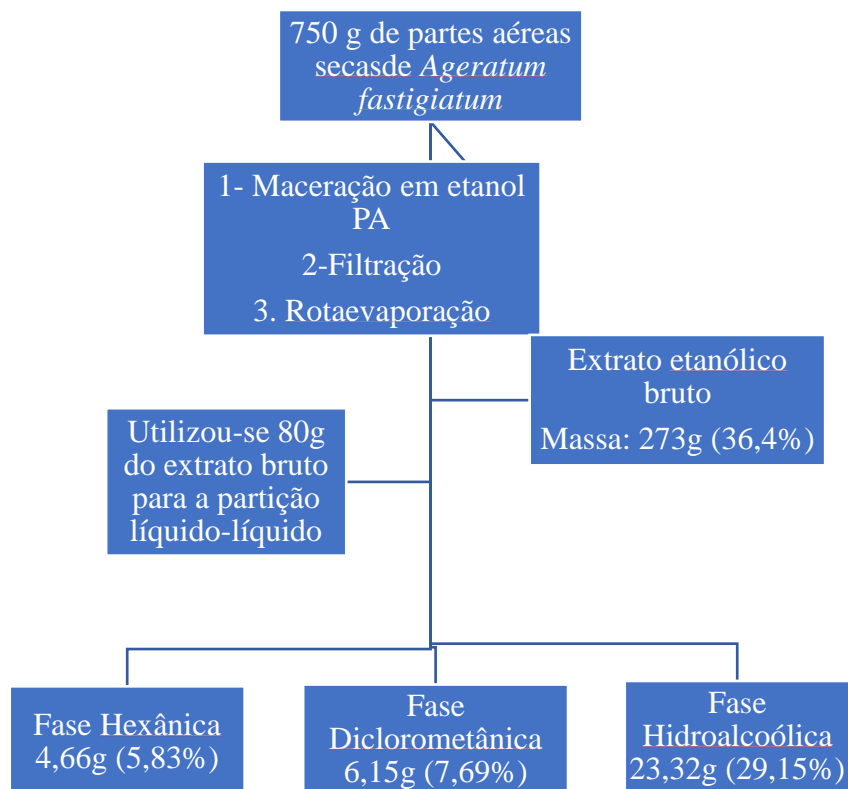 750 g de partes aéreas
secasde Ageratum
fastigiatum
1- Maceração em etanol
PA
2-Filtração
3. Rotaevaporação
Extrato etanólico
bruto
Massa: 273g (36,4%)
Utilizou-se 80g
do extrato bruto
para a partição
líquido-líquido
Fase Hexânica
4,66g (5,83%)
Fase
Diclorometânica
6,15g (7,69%)
Fase
Hidroalcoólica
23,32g (29,15%)